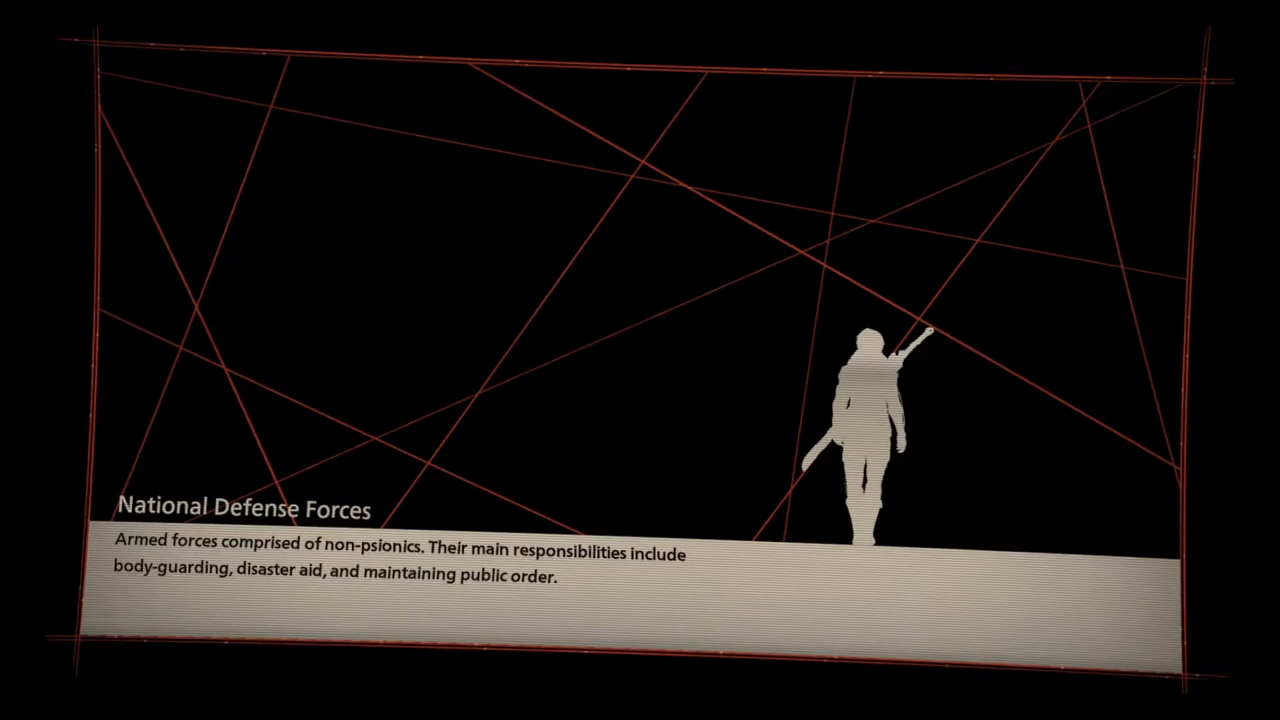 National Defense Forces
Armed forces comprised of non-psionics. Their main responsibilities include
body-guarding, disaster aid, and maintaining public order.